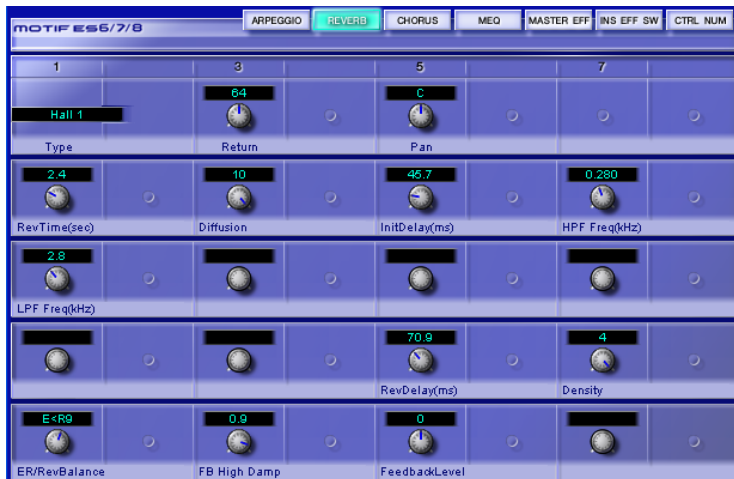 MOTIF ES6/7/8 ARPEGGIO REVERB CHORUS MEQ MASTER EFF INS EFF SW CTRL NUM
1 3 5 7
64 C
Hall 1
Type Return Pan
2.4 10 45.7 0.280
RevTime(sec) Diffusion InitDelay(ms) HPF Freq(kHz)
2.8
LPF Freq(kHz)
70.9 4
RevDelay(ms) Density
E<R9 0.9 0
ER/RevBalance FB High Damp FeedbackLevel